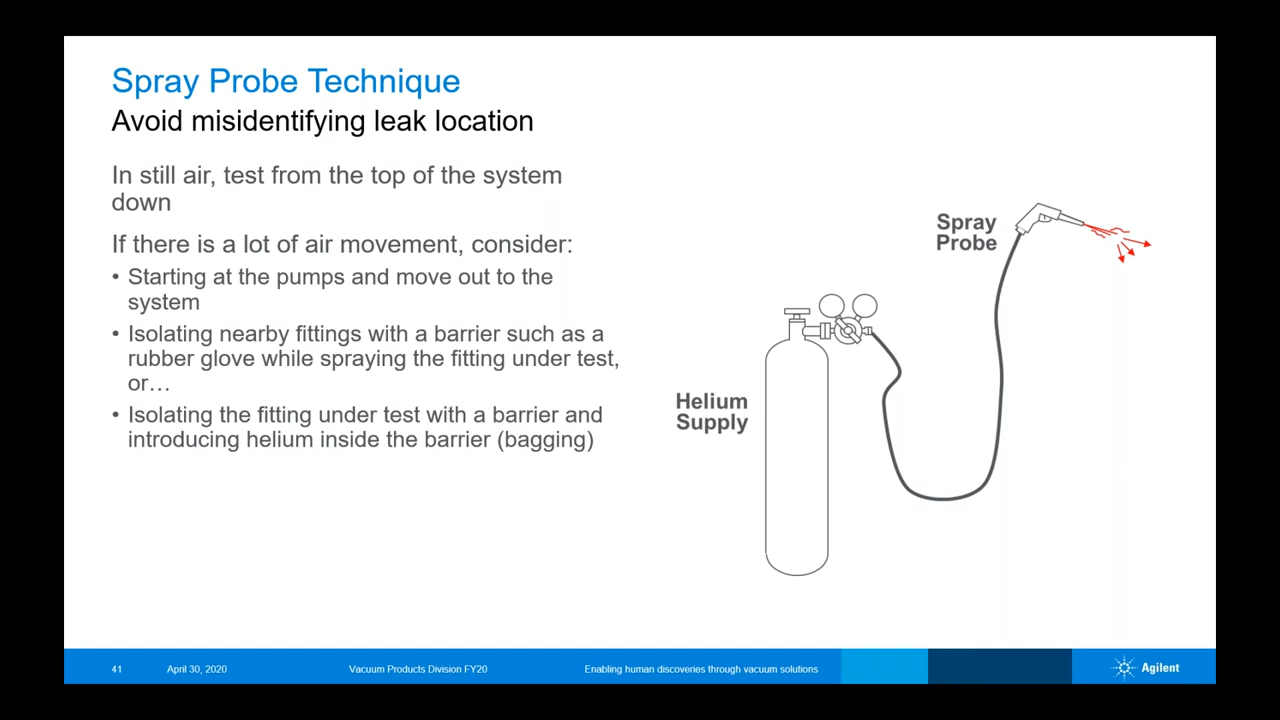 Spray Probe Technique
Avoid misidentifying leak location
In still air, test from the top of the system
down
If there is a lot of air movement, consider:
• Starting at the pumps and move out to the
system
• Isolating nearby fittings with a barrier such as a
rubber glove while spraying the fitting under test,
or…
• Isolating the fitting under test with a barrier and
introducing helium inside the barrier (bagging)
Spray
Probe
Helium
Supply
41
April 30, 2020
Vacuum Products Division FY20
Enabling human discoveries through vacuum solutions
Agilent